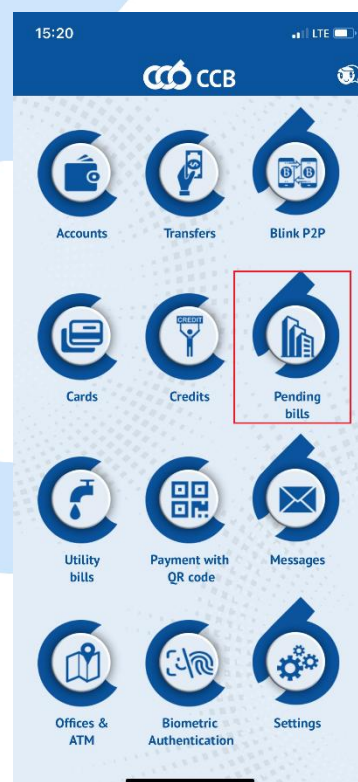 15:20 LTE
CCB
Accounts Transfers Blink P2P
CREDIT
Cards Credits Pending
bills
Utility Payment with Messages
bills QR code
Offices & Biometric Settings
ATM Authentication